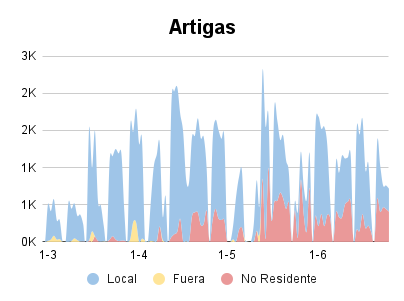 Artigas
3K
2K
2K
1K
1K
0K
1-3 1-4 1-5 1-6
Local Fuera No Residente